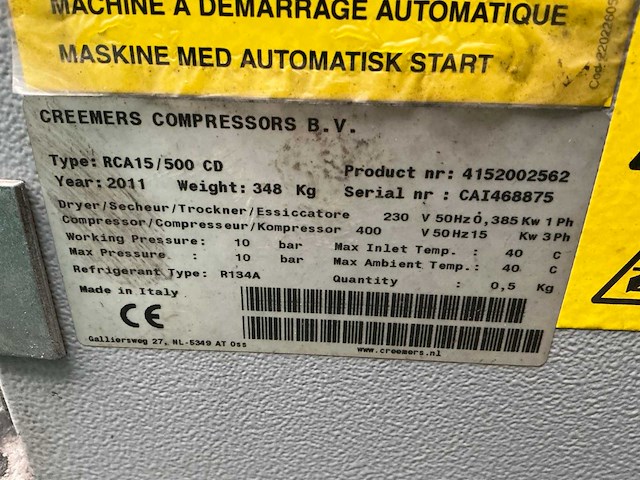 MACHINE A DÉMARRAGE AUTOMATIQUE
MASKINE MED AUTOMATISK START
CREEMERS COMPRESSORS B.V.
Type: RCA15/500 CD Product nr: 4152002562
Year: 2011 Weight: 348 Kg Serial nr : CAI468875
Dryer/Secheur/Trockner/Essiccatore 230 V 50Hz 0,385 Kw 1 Ph
Compressor/Compresseur/Kompressor 400 V 50Hz 15 Kw 3 Ph
Working Pressure: 10 bar Max Inlet Temp. : 40 C
Max Pressure: 10 bar Max Ambient Temp.: 40 C
Refrigerant Type: R134A Quantity : 0,5 Kg
Made in Italy
CE
Galliersweg 27, NL-5349 AT Oss www.creemers.nl